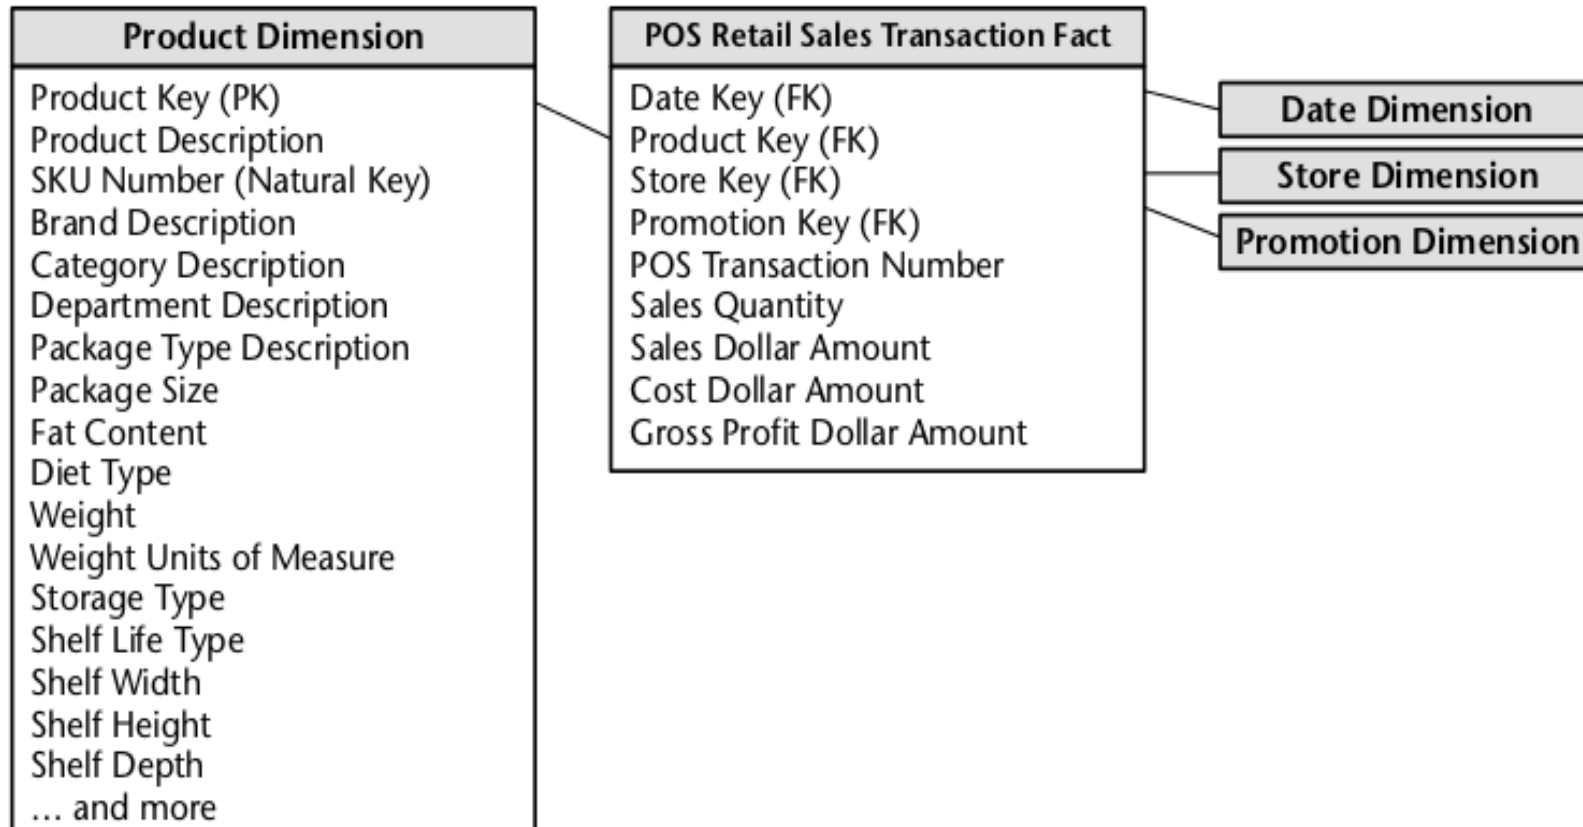 Product Dimension
Product Key (PK)
Product Description
SKU Number (Natural Key)
Brand Description
Category Description
Department Description
Package Type Description
Package Size
Fat Content
Diet Type
Weight
Weight Units of Measure
Storage Type
Shelf Life Type
Shelf Width
Shelf Height
Shelf Depth
... and more
POS Retail Sales Transaction Fact
Date Key (FK)
Product Key (FK)
Store Key (FK)
Promotion Key (FK)
POS Transaction Number
Sales Quantity
Sales Dollar Amount
Cost Dollar Amount
Gross Profit Dollar Amount
Date Dimension
Store Dimension
Promotion Dimension